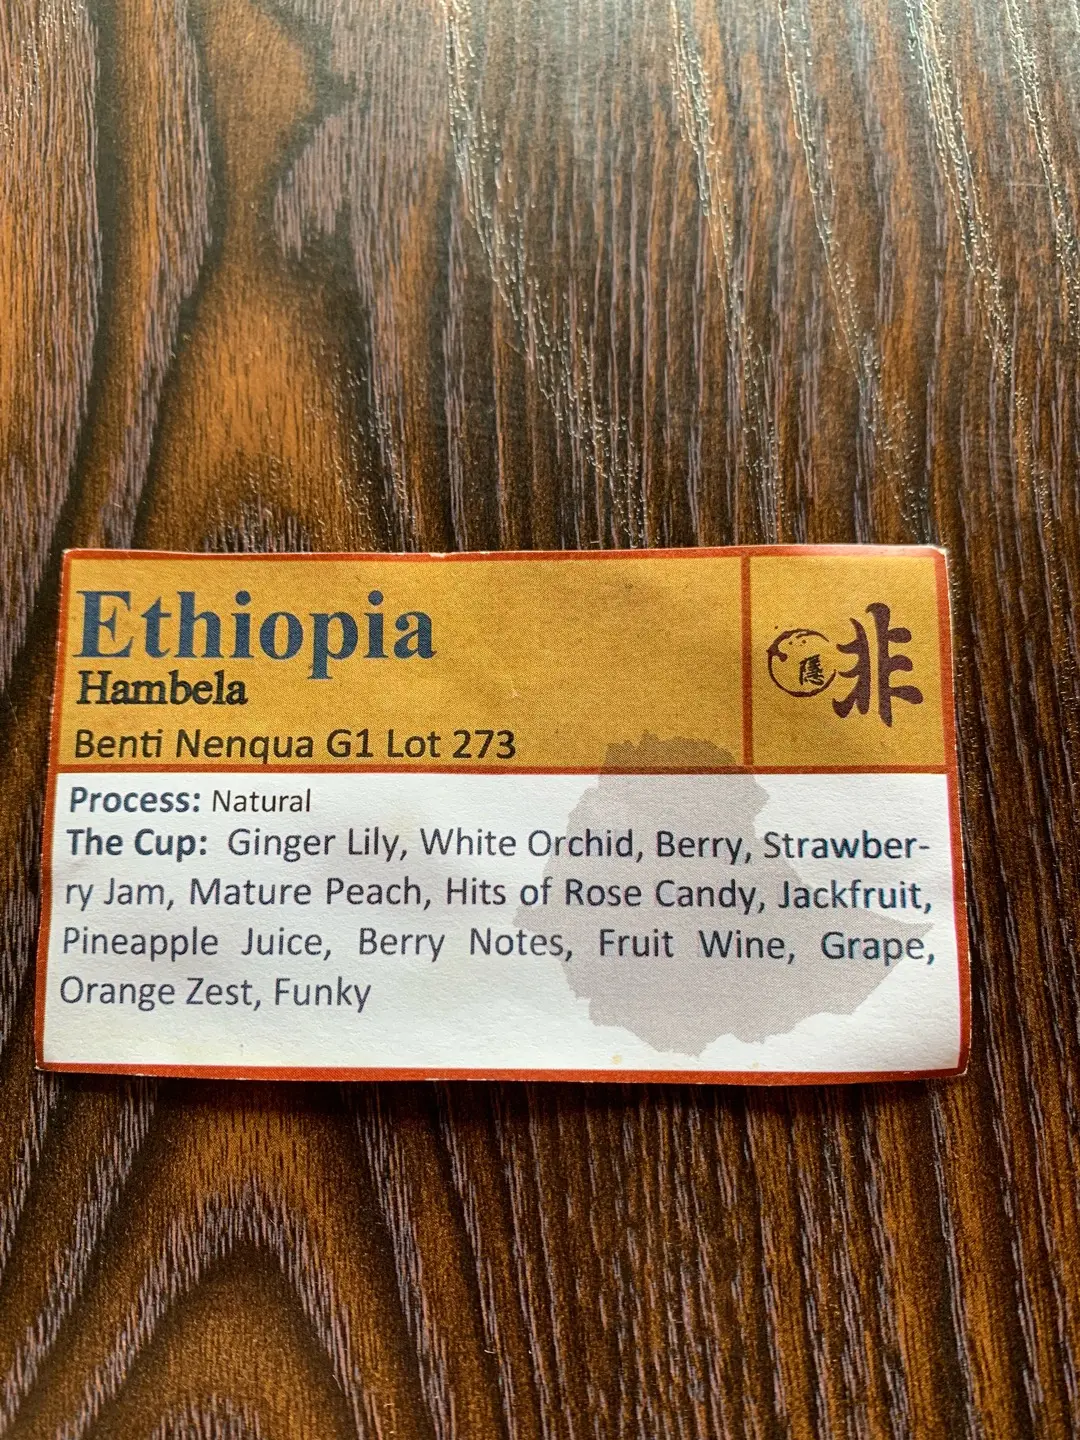 Ethiopia
Hambela
Benti Nenqua G1 Lot 273
隱 非
Process: Natural
The Cup: Ginger Lily, White Orchid, Berry, Strawber-
ry Jam, Mature Peach, Hits of Rose Candy, Jackfruit,
Pineapple Juice, Berry Notes, Fruit Wine, Grape,
Orange Zest, Funky